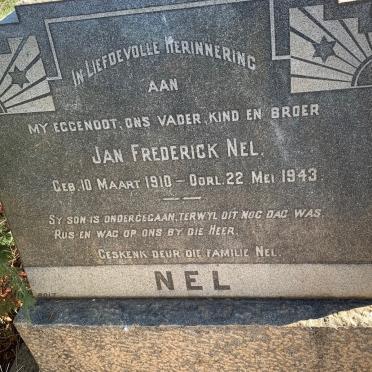 In Liefdevolle Herinnering
aan
my eggenoot, ons vader, kind en broer
Jan Frederick Nel.
Geb. 10 Maart 1910 – Oorl. 22 Mei 1943.
Sy son is ondergegaan, terwyl dit nog dag was.
Rus en wag op ons by die Heer.
Geskenk deur die familie Nel.
NEL